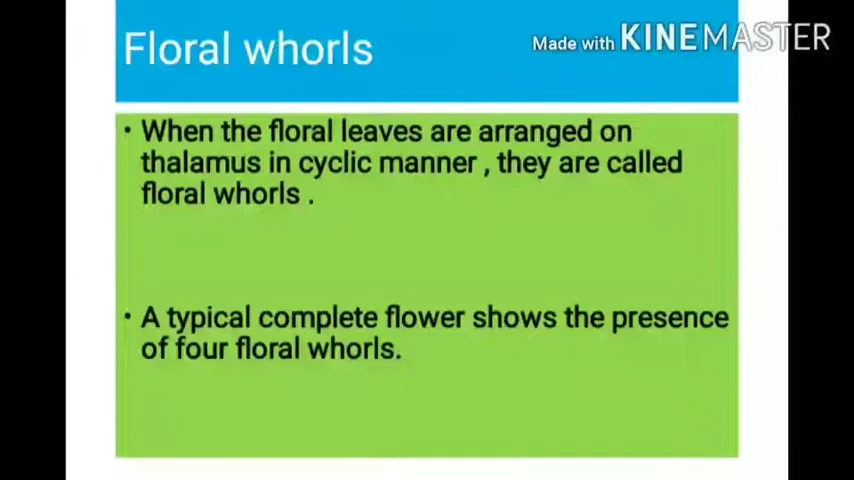 Floral whorls
Made with KINEMASTER
• When the floral leaves are arranged on
thalamus in cyclic manner , they are called
floral whorls .
• A typical complete flower shows the presence
of four floral whorls.